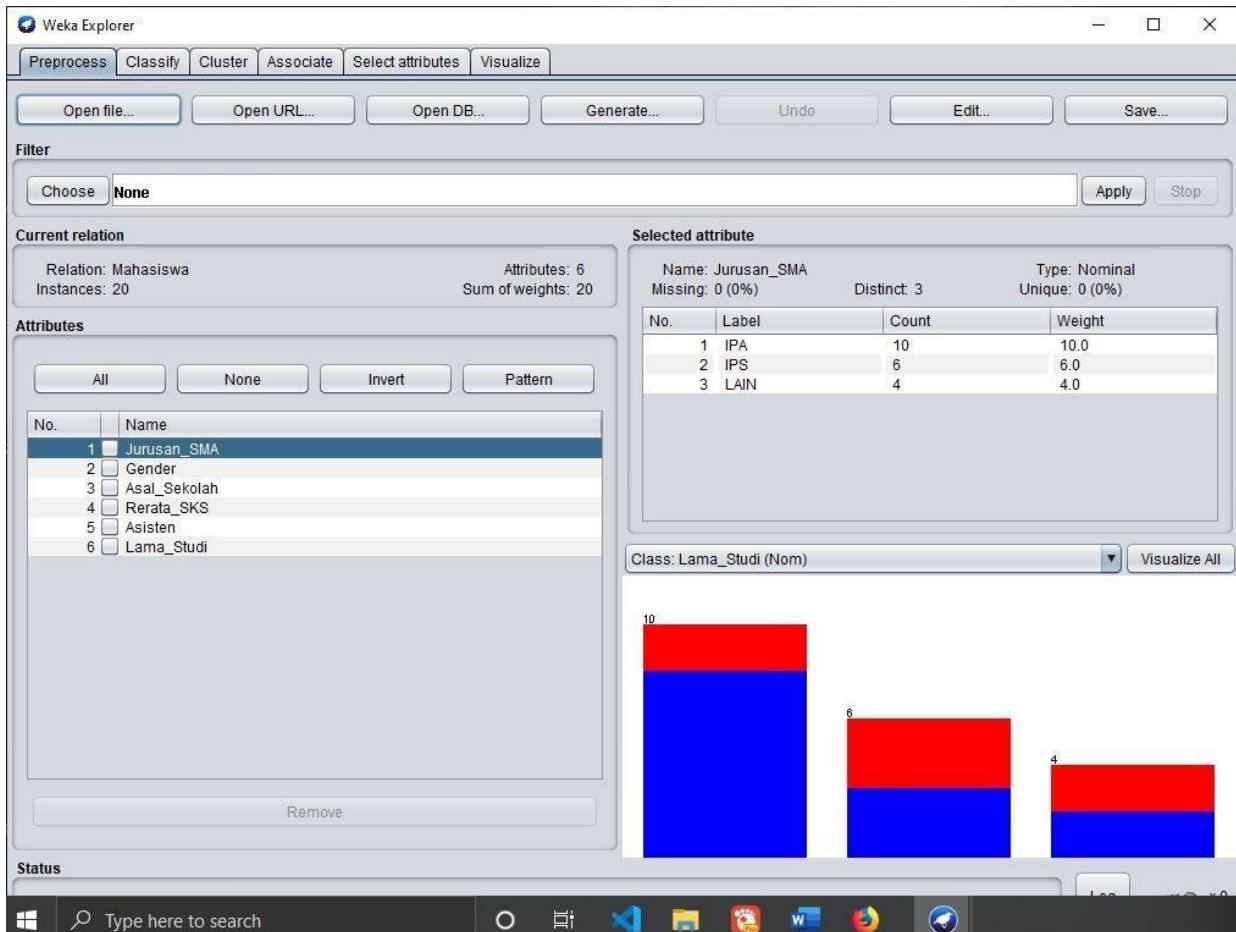 Weka Explorer
Preprocess Classify Cluster Associate Select attributes Visualize
Open file... Open URL... Open DB... Generate... Undo Edit... Save...
Filter
Choose None Apply Stop
Current relation
Relation: Mahasiswa Attributes: 6
Instances: 20 Sum of weights: 20
Attributes
All None Invert Pattern
No. Name
1 Jurusan_SMA
2 Gender
3 Asal_Sekolah
4 Rerata_SKS
5 Asisten
6 Lama_Studi
Remove
Selected attribute
Name: Jurusan_SMA Type: Nominal
Missing: 0 (0%) Distinct: 3 Unique: 0 (0%)
No. Label Count Weight
1 IPA 10 10.0
2 IPS 6 6.0
3 LAIN 4 4.0
Class: Lama_Studi (Nom) Visualize All
10
6
4
Status
Log x 0
Type here to search
W